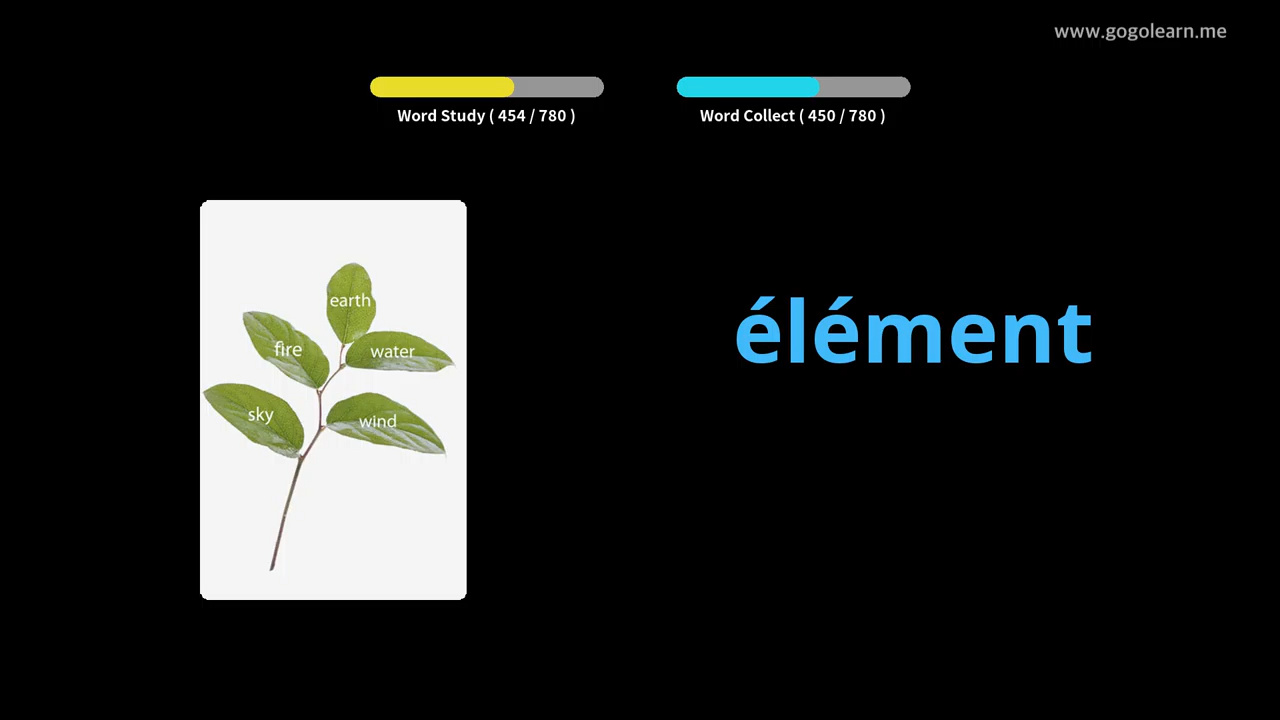 www.gogolearn.me
Word Study ( 454 / 780 )
Word Collect ( 450 / 780 )
earth
fire
water
sky
wind
élément